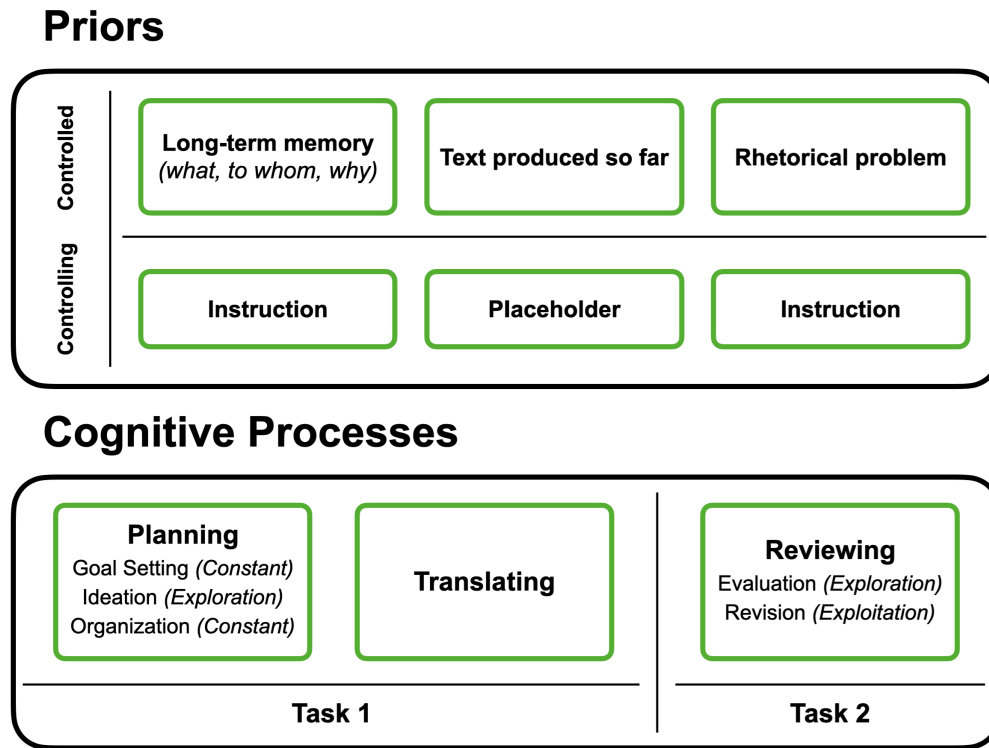 Priors
Controlled
Long-term memory
(what, to whom, why)
Text produced so far
Rhetorical problem
Controlling
Instruction
Placeholder
Instruction
Cognitive Processes
Planning
Goal Setting (Constant)
Ideation (Exploration)
Organization (Constant)
Translating
Reviewing
Evaluation (Exploration)
Revision (Exploitation)
Task 1
Task 2